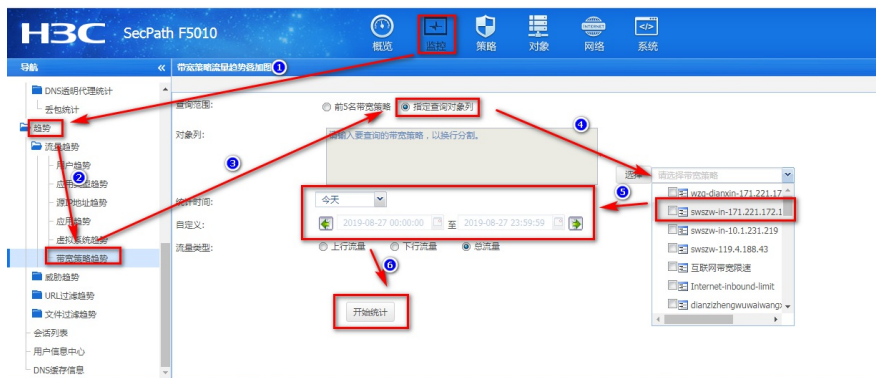 H3C SecPath F5010
概览
监控
策略
对象
网络
系统
导航 «
带宽策略流量趋势叠加图
1
DNS透明代理统计
丢包统计
趋势
流量趋势
2
用户趋势
应用类型趋势
源IP地址趋势
应用趋势
虚拟系统趋势
带宽策略趋势
威胁趋势
URL过滤趋势
文件过滤趋势
会话列表
用户信息中心
DNS缓存信息
查询范围:
前5名带宽策略
指定查询对象列
对象列:
请输入要查询的带宽策略，以换行分割。
3
4
选择
请选择带宽策略
wzq-dianxin-171.221.17
swszw-in-171.221.172.1
swszw-in-10.1.231.219
swszw-119.4.188.43
互联网带宽限速
Internet-inbound-limit
dianzizhengwuwaiwang
5
统计时间:
今天
自定义:
2019-08-27 00:00:00 至 2019-08-27 23:59:59
流量类型:
上行流量 下行流量 总流量
6
开始统计